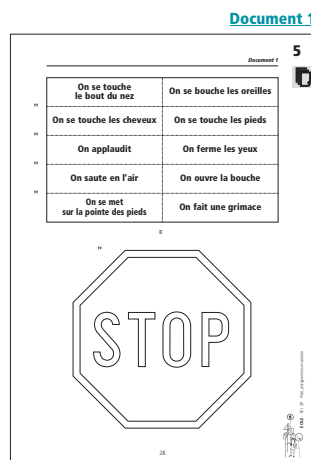 Document 1
5
Document 1
On se touche
le bout du nez
On se bouche les oreilles
On se touche les cheveux
On se touche les pieds
On applaudit
On ferme les yeux
On saute en l'air
On ouvre la bouche
On se met
sur la pointe des pieds
On fait une grimace
E
STOP
28